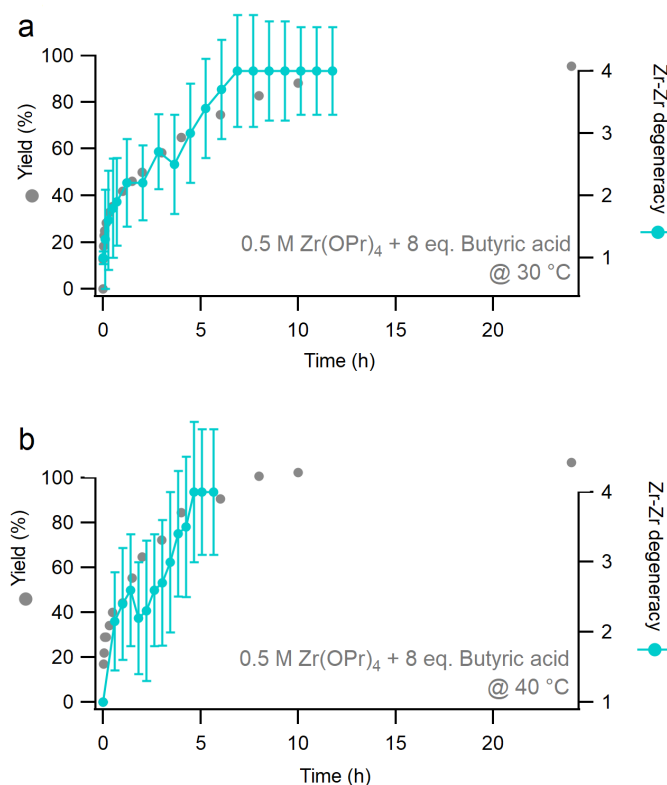 a
100
80
60
40
20
0
Yield (%)
4
3
2
1
Zr-Zr degeneracy
0.5 M Zr(OPr)₄ + 8 eq. Butyric acid
@ 30 °C
0 5 10 15 20
Time (h)
b
100
80
60
40
20
0
Yield (%)
4
3
2
1
Zr-Zr degeneracy
0.5 M Zr(OPr)₄ + 8 eq. Butyric acid
@ 40 °C
0 5 10 15 20
Time (h)